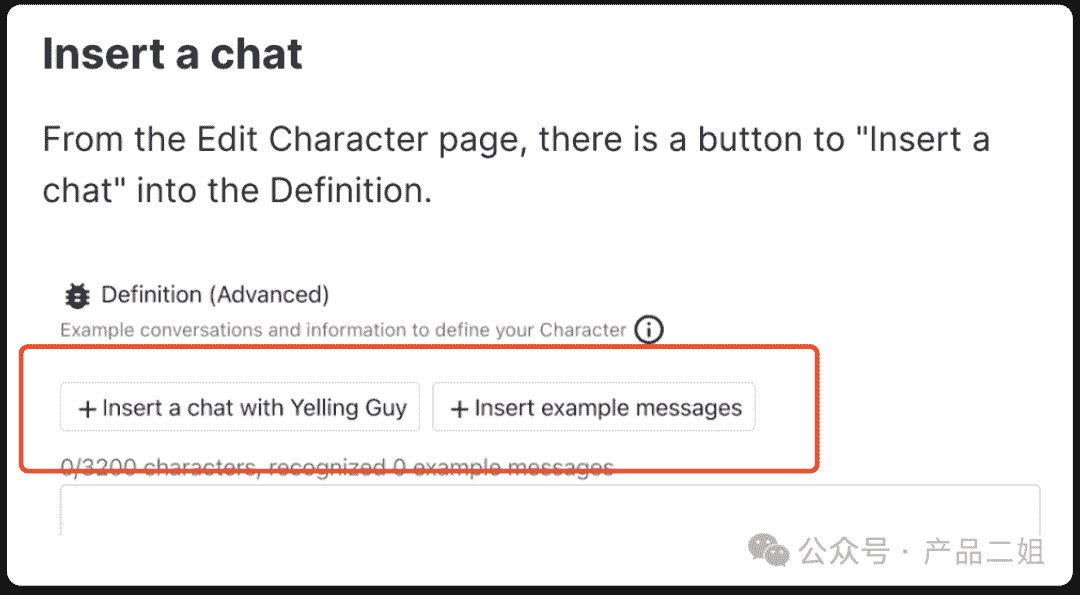 Insert a chat
From the Edit Character page, there is a button to "Insert a
chat" into the Definition.
Definition (Advanced)
Example conversations and information to define your Character
+ Insert a chat with Yelling Guy + Insert example messages
0/3200 characters, recognized 0 example messages
公众号 · 产品二姐